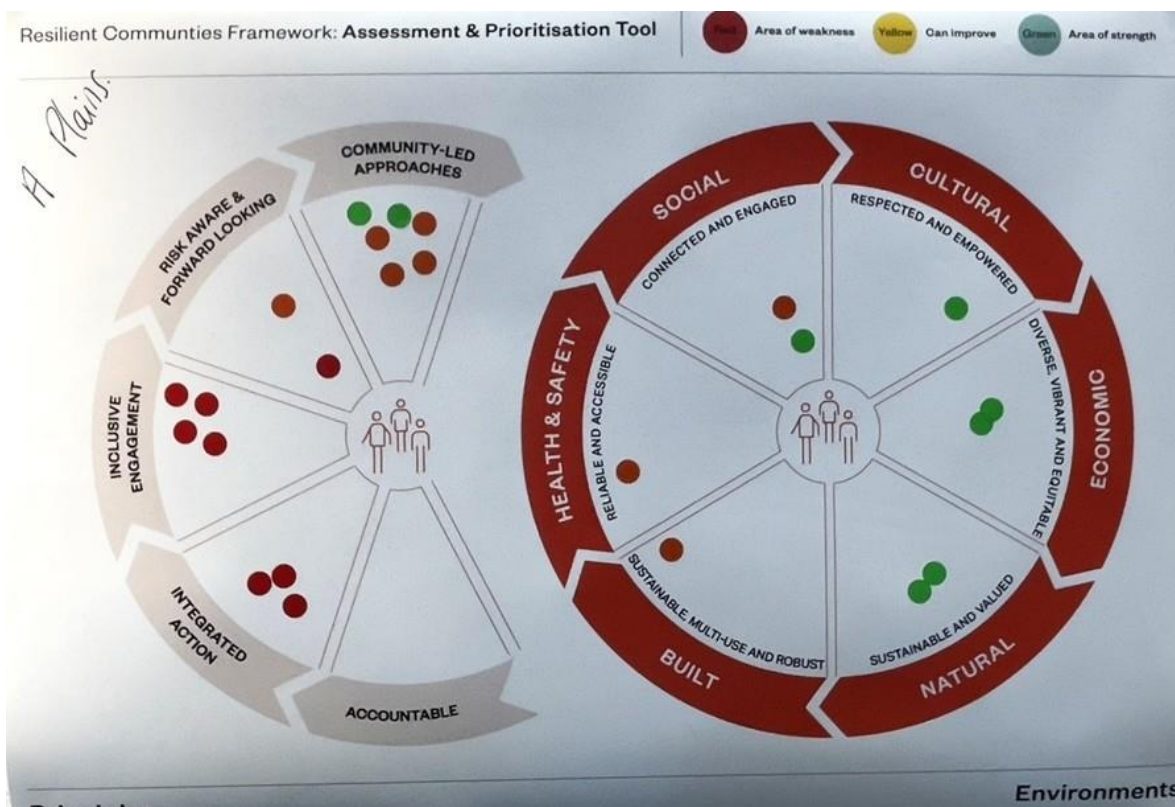 Resilient Communties Framework: Assessment & Prioritisation Tool
Red
Area of weakness
Yellow
Can improve
Green
Area of strength
A Plains.
COMMUNITY-LED
APPROACHES
RISK AWARE &
FORWARD LOOKING
INCLUSIVE
ENGAGEMENT
INTEGRATED
ACTION
ACCOUNTABLE
SOCIAL
CONNECTED AND ENGAGED
CULTURAL
RESPECTED AND EMPOWERED
ECONOMIC
DIVERSE, VIBRANT AND EQUITABLE
NATURAL
SUSTAINABLE AND VALUED
BUILT
SUSTAINABLE, MULTI-USE AND ROBUST
HEALTH & SAFETY
RELIABLE AND ACCESSIBLE
Environments